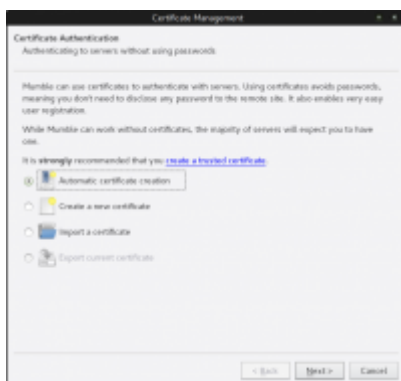 Certificate Management
Certificate Authentication
Authenticating to servers without using passwords
Mumble can use certificates to authenticate with servers. Using certificates avoids passwords,
meaning you don't need to disclose any password to the remote site. It also enables very easy
user registration.
While Mumble can work without certificates, the majority of servers will expect you to have
one.
It is strongly recommended that you create a trusted certificate.
Automatic certificate creation
Create a new certificate
Import a certificate
Export current certificate
< Back
Next >
Cancel